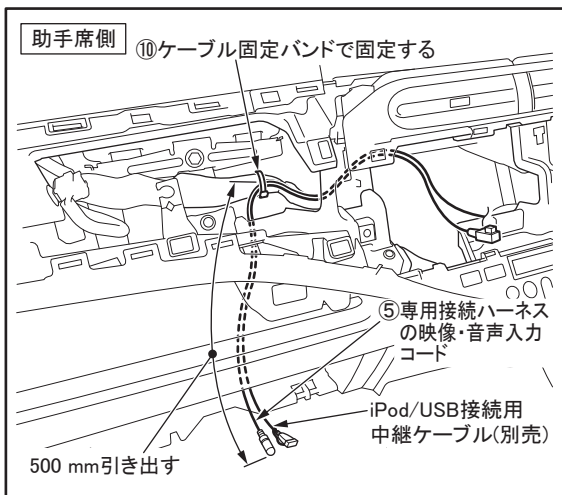 助手席側
⑩ケーブル固定バンドで固定する
⑤専用接続ハーネス
の映像・音声入力
コード
iPod/USB接続用
中継ケーブル(別売)
500 mm引き出す